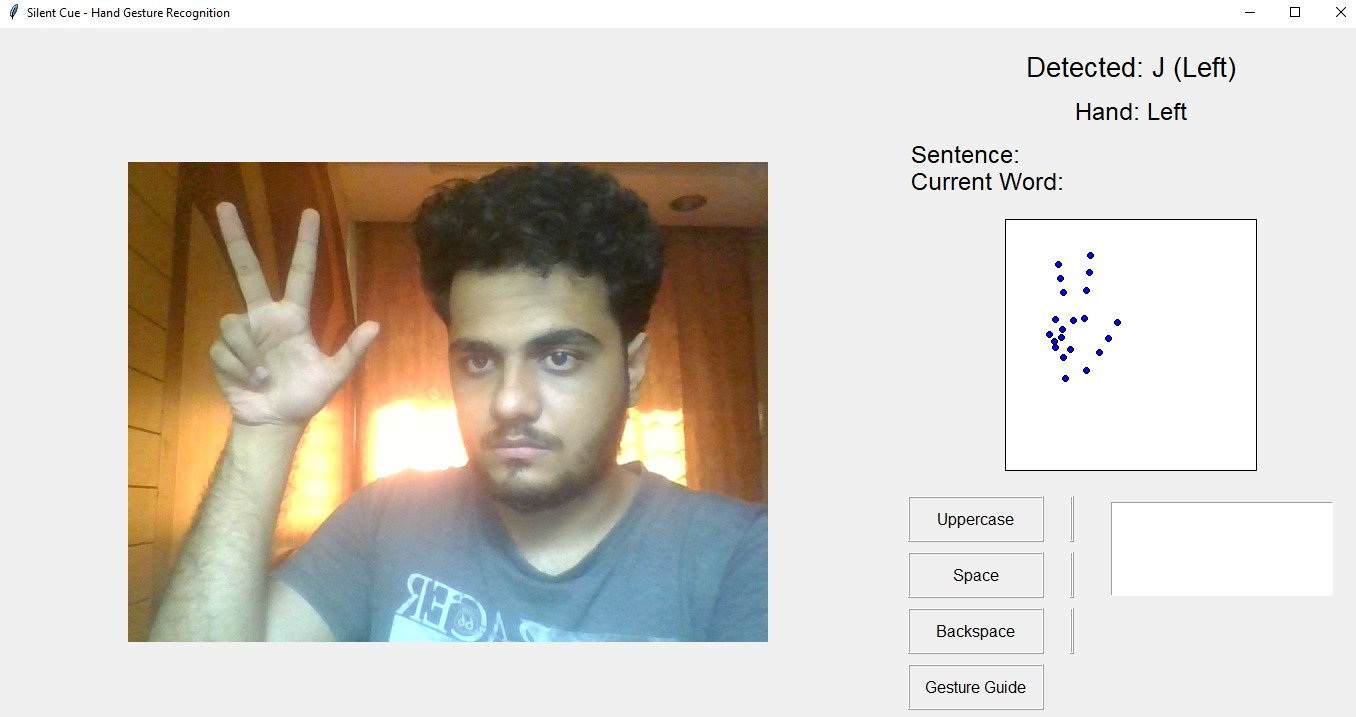 Silent Cue - Hand Gesture Recognition
Detected: J (Left)
Hand: Left
Sentence:
Current Word:
Uppercase
Space
Backspace
Gesture Guide